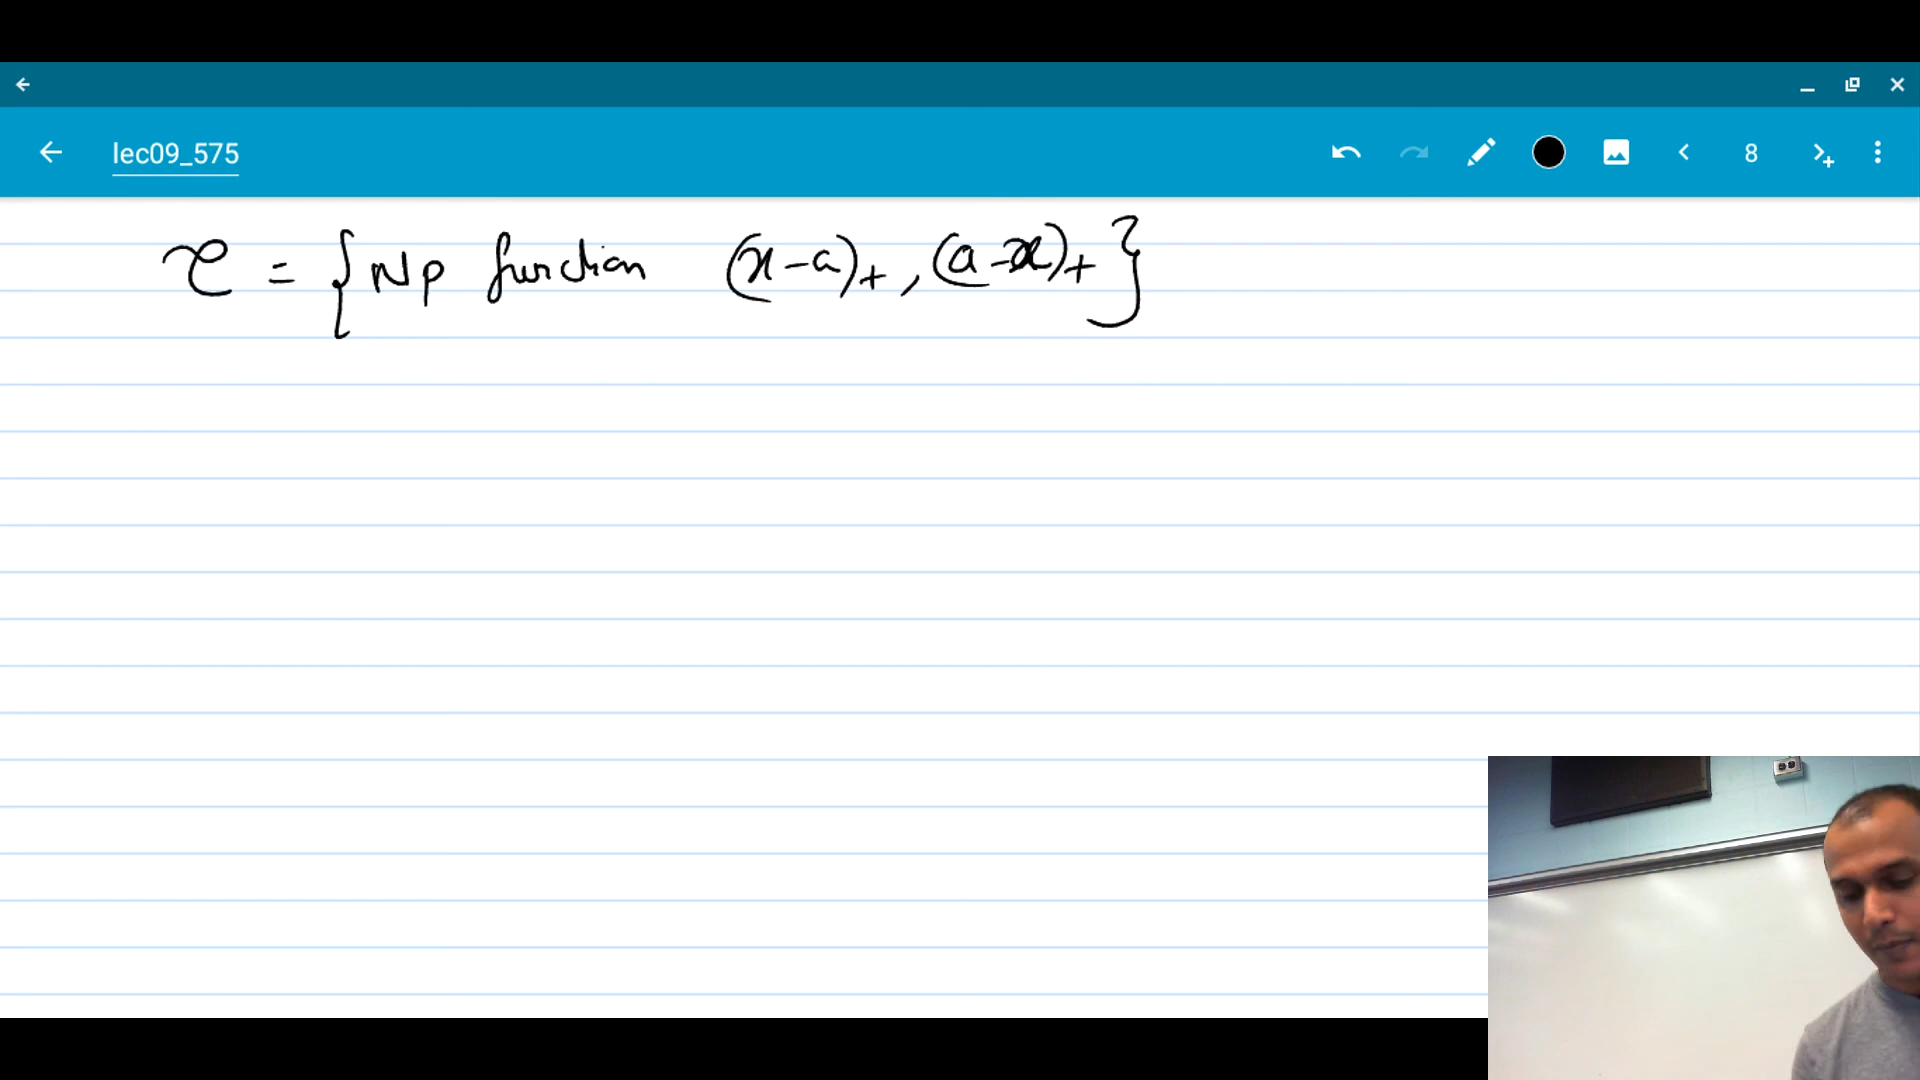 lec09_575
8
𝒞 = {Np function (x-a)+, (a-x)+}